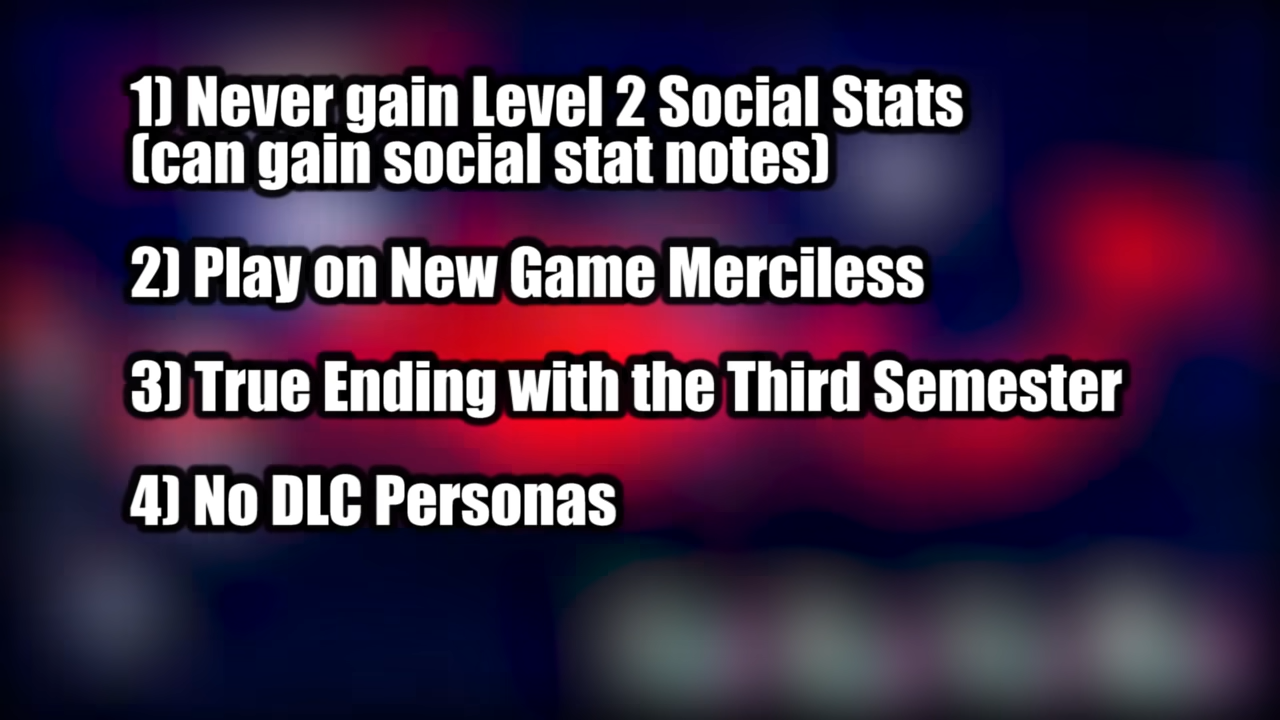 1) Never gain Level 2 Social Stats
(can gain social stat notes)
2) Play on New Game Merciless
3) True Ending with the Third Semester
4) No DLC Personas